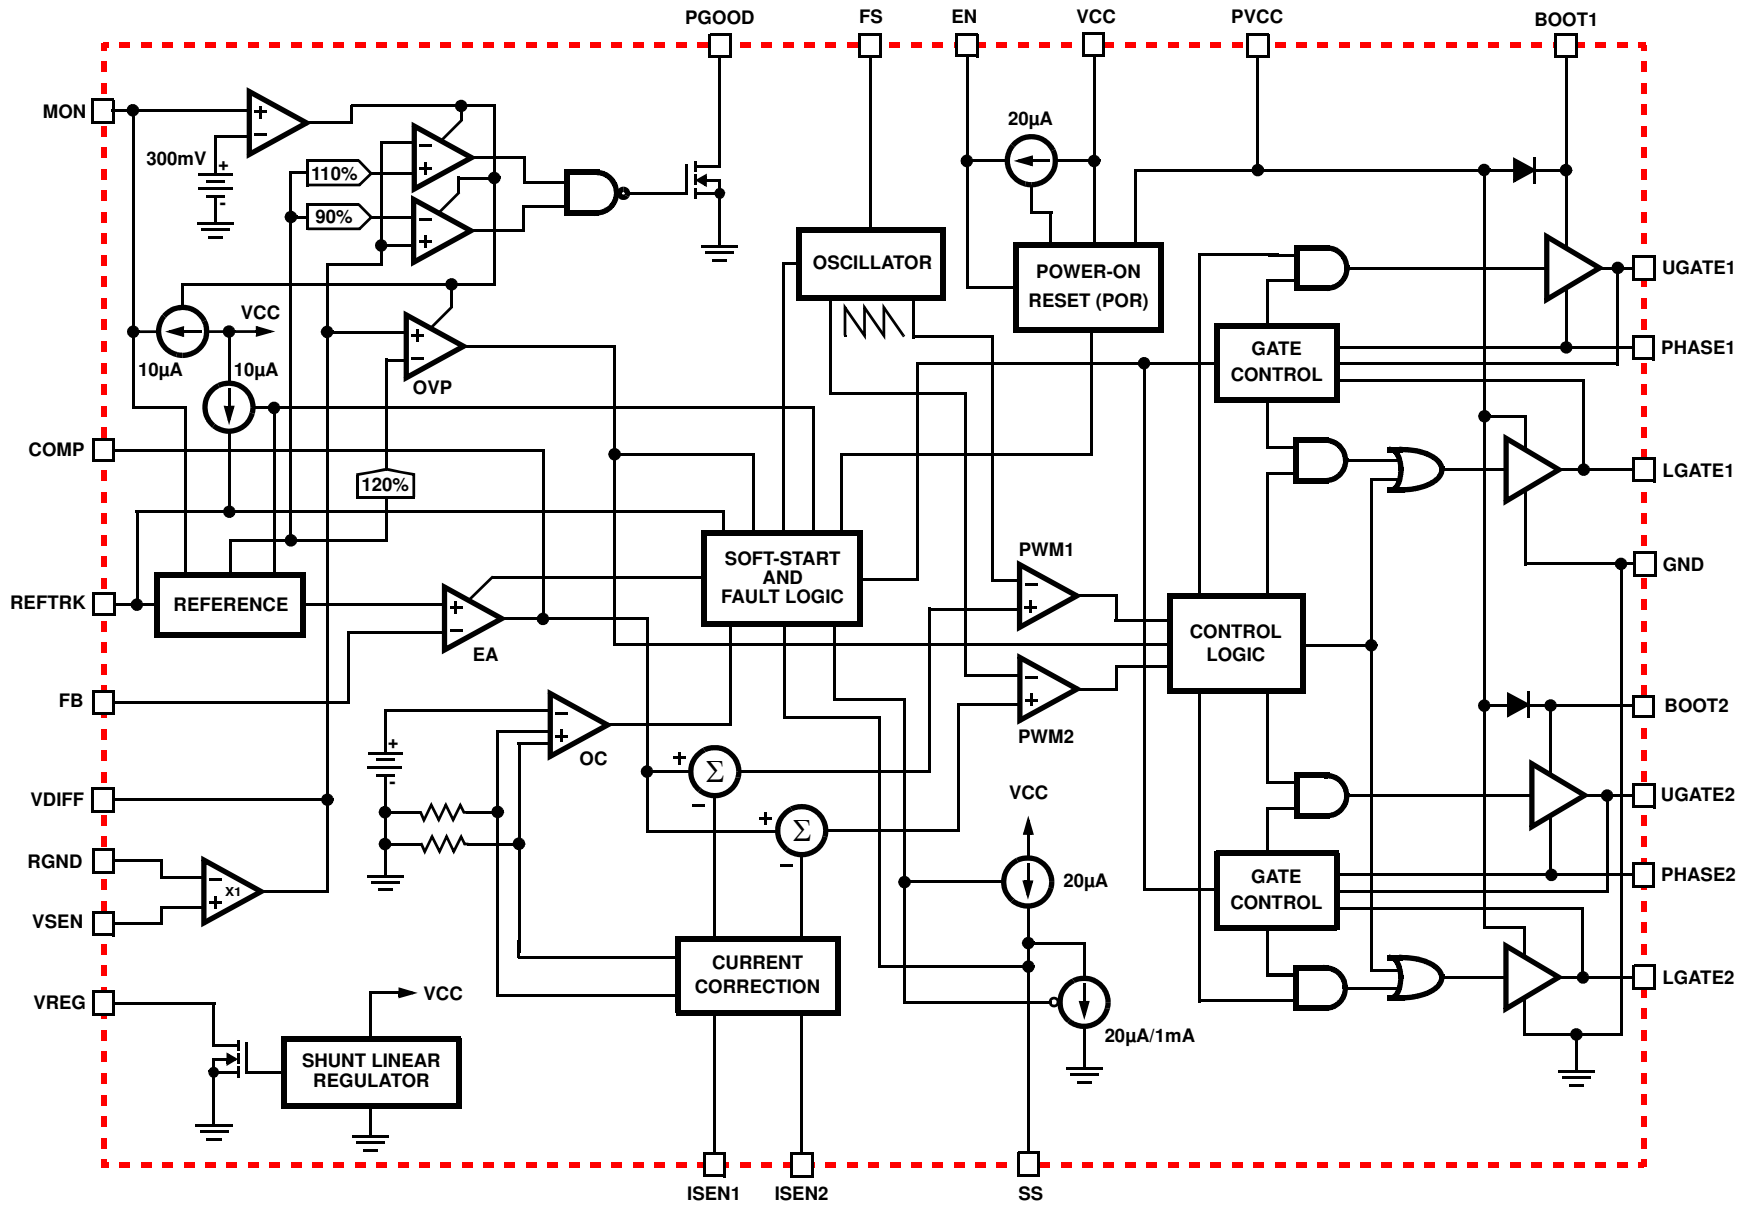 PGOOD
FS
EN
VCC
PVCC
BOOT1
MON
+
−
300mV
+
-
110%
90%
−
+
−
+
20µA
OSCILLATOR
POWER-ON
RESET (POR)
UGATE1
VCC
10µA
10µA
+
−
OVP
GATE
CONTROL
PHASE1
COMP
120%
LGATE1
REFTRK
REFERENCE
+
−
EA
SOFT-START
AND
FAULT LOGIC
PWM1
−
+
GND
CONTROL
LOGIC
−
+
PWM2
FB
−
+
OC
+
-
+
Σ
−
+
Σ
−
BOOT2
VDIFF
VCC
UGATE2
RGND
VSEN
−
+
X1
20µA
GATE
CONTROL
PHASE2
CURRENT
CORRECTION
20µA/1mA
LGATE2
VREG
VCC
SHUNT LINEAR
REGULATOR
ISEN1
ISEN2
SS